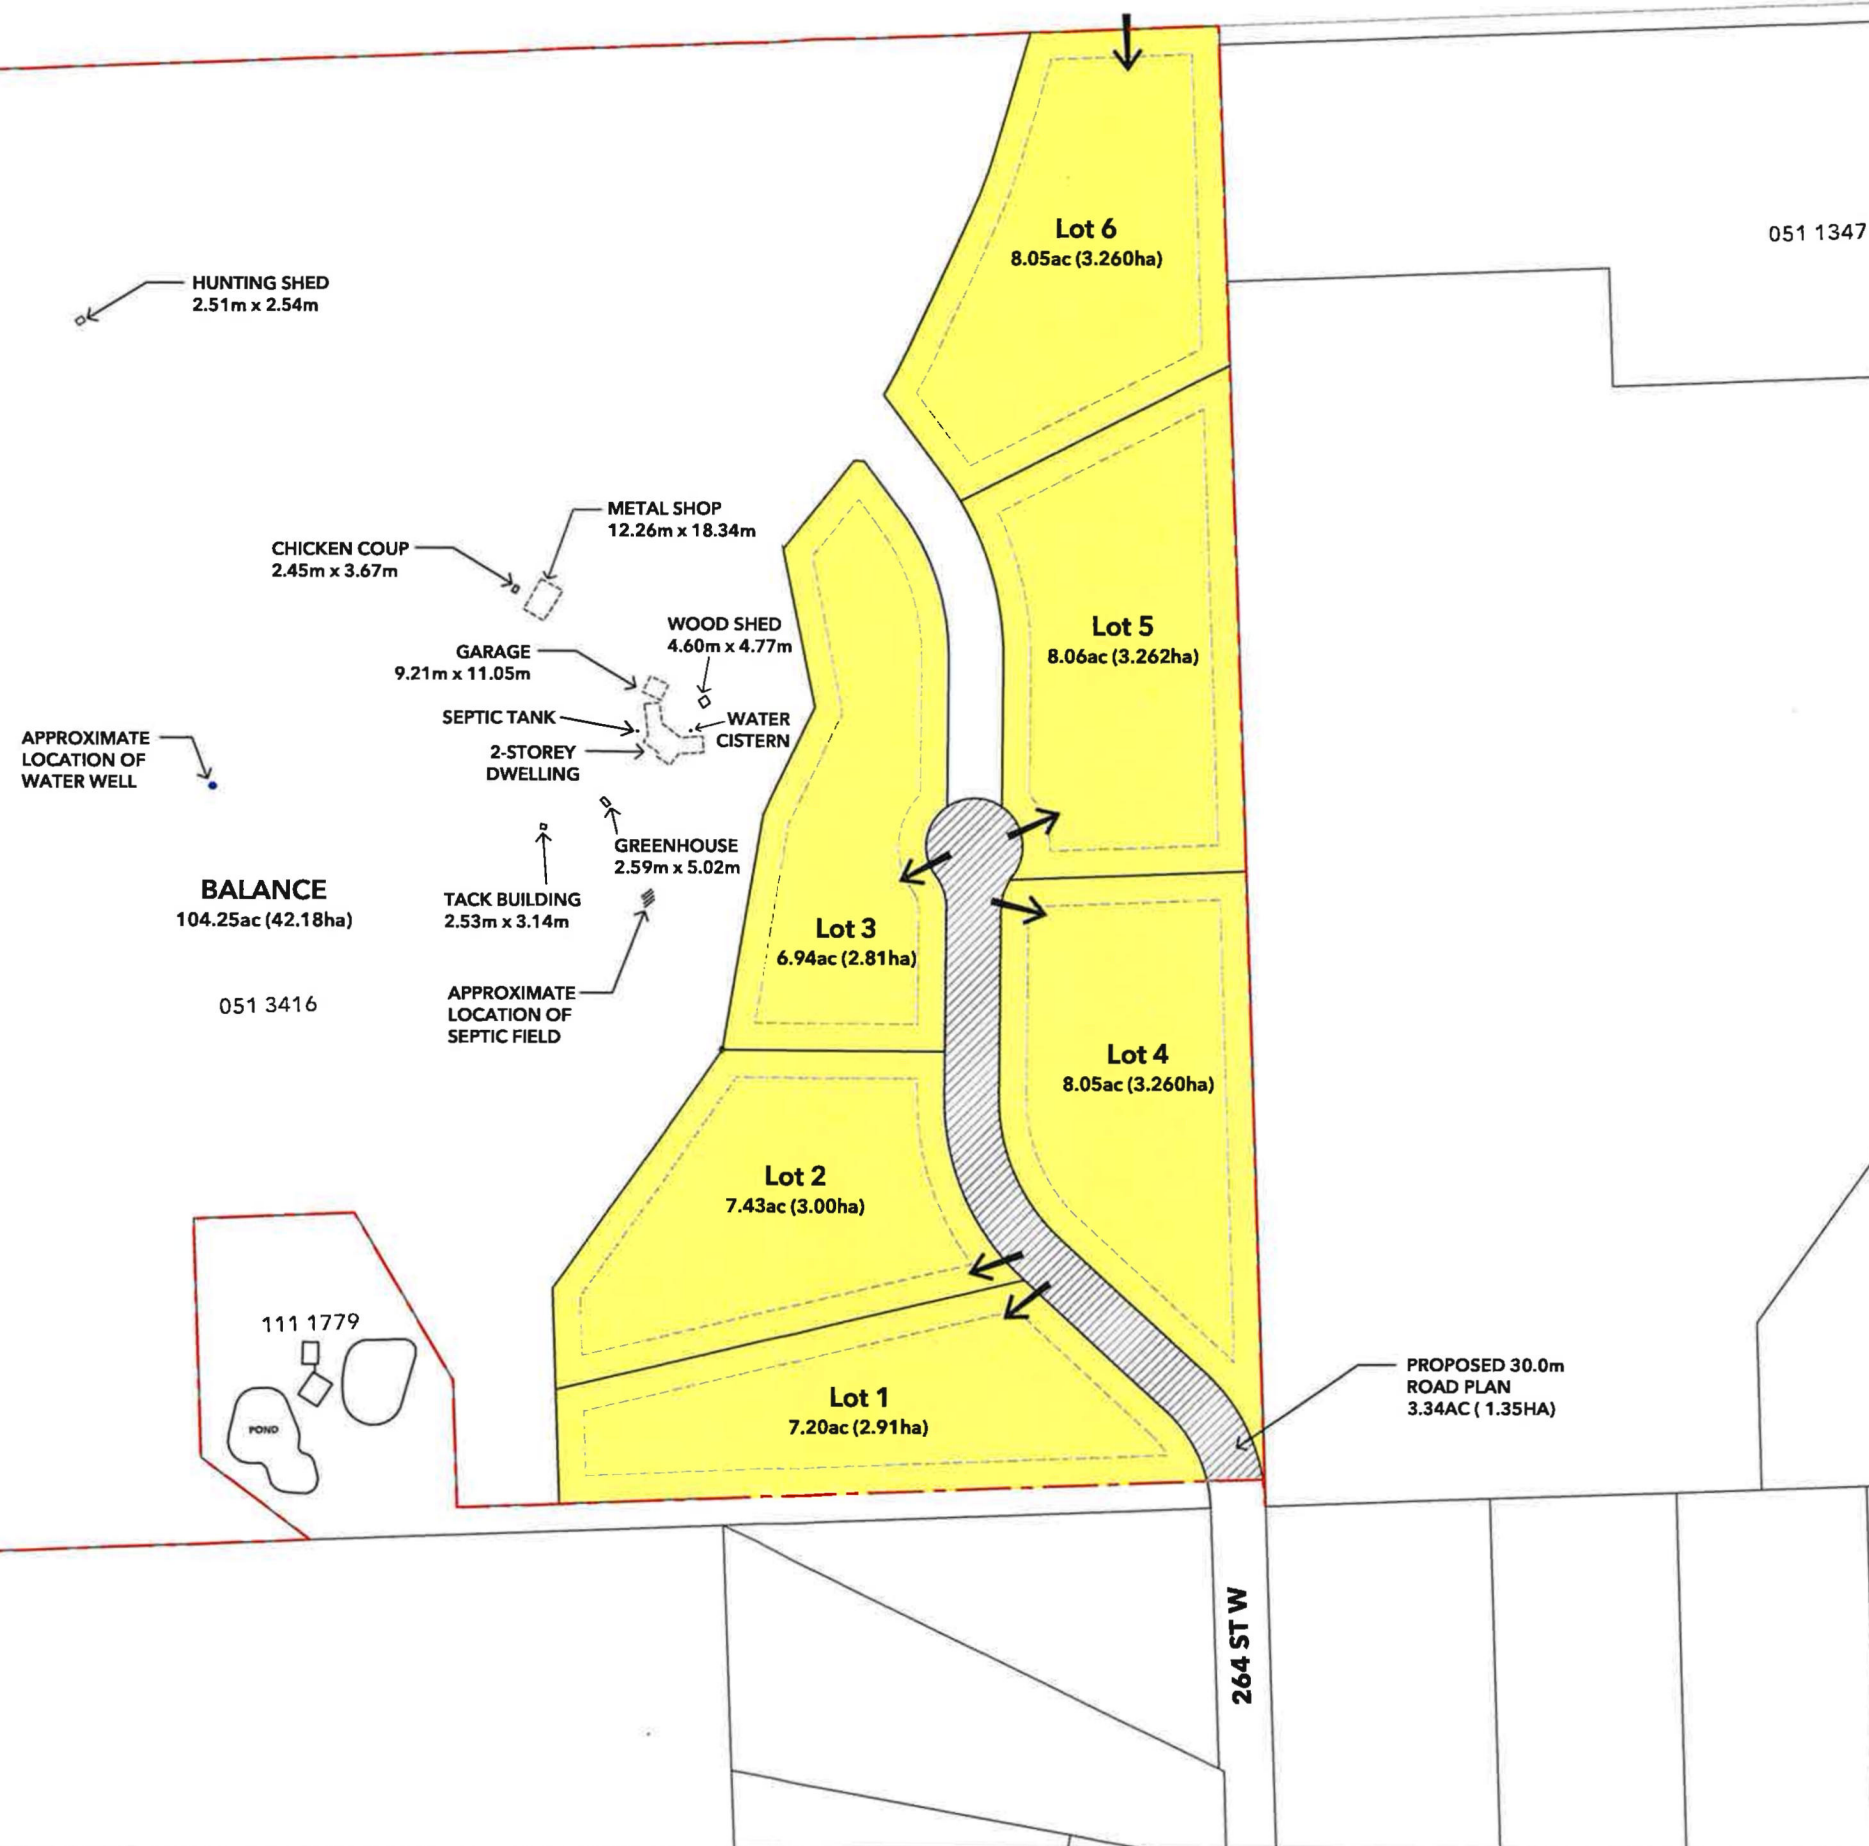 Lot 6
8.05ac (3.260ha)
051 1347
HUNTING SHED
2.51m x 2.54m
METAL SHOP
12.26m x 18.34m
CHICKEN COUP
2.45m x 3.67m
WOOD SHED
4.60m x 4.77m
GARAGE
9.21m x 11.05m
Lot 5
8.06ac (3.262ha)
SEPTIC TANK
WATER
CISTERN
2-STOREY
DWELLING
APPROXIMATE
LOCATION OF
WATER WELL
GREENHOUSE
2.59m x 5.02m
BALANCE
104.25ac (42.18ha)
TACK BUILDING
2.53m x 3.14m
Lot 3
6.94ac (2.81ha)
051 3416
APPROXIMATE
LOCATION OF
SEPTIC FIELD
Lot 4
8.05ac (3.260ha)
Lot 2
7.43ac (3.00ha)
111 1779
POND
Lot 1
7.20ac (2.91ha)
PROPOSED 30.0m
ROAD PLAN
3.34AC ( 1.35HA)
264 ST W